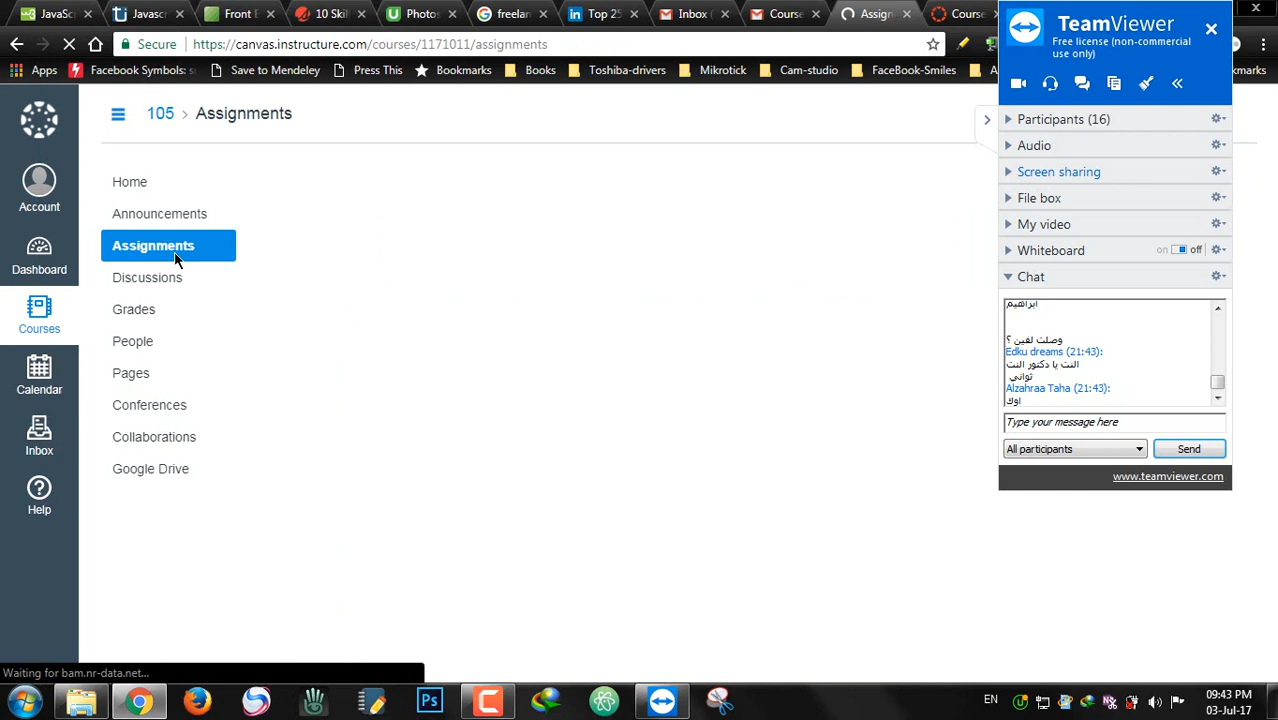 JavaSc
Javasc
Front E
10 Skil
Photos
freelan
Top 25
Inbox (
Course
Assign
Course
TeamViewer
Free license (non-commercial
use only)
Secure
https://canvas.instructure.com/courses/1171011/assignments
Apps
Facebook Symbols: s
Save to Mendeley
Press This
Bookmarks
Books
Toshiba-drivers
Mikrotick
Cam-studio
FaceBook-Smiles
A
kmarks
105 > Assignments
Account
Dashboard
Courses
Calendar
Inbox
Help
Home
Announcements
Assignments
Discussions
Grades
People
Pages
Conferences
Collaborations
Google Drive
Participants (16)
Audio
Screen sharing
File box
My video
Whiteboard
on off
Chat
ابراهيم
وصلت لفين ؟
Edku dreams (21:43):
النت يا دكتور النت
ثواني
Alzahraa Taha (21:43):
اوك
Type your message here
All participants
Send
www.teamviewer.com
Waiting for bam.nr-data.net...
Ps
EN
09:43 PM
03-Jul-17